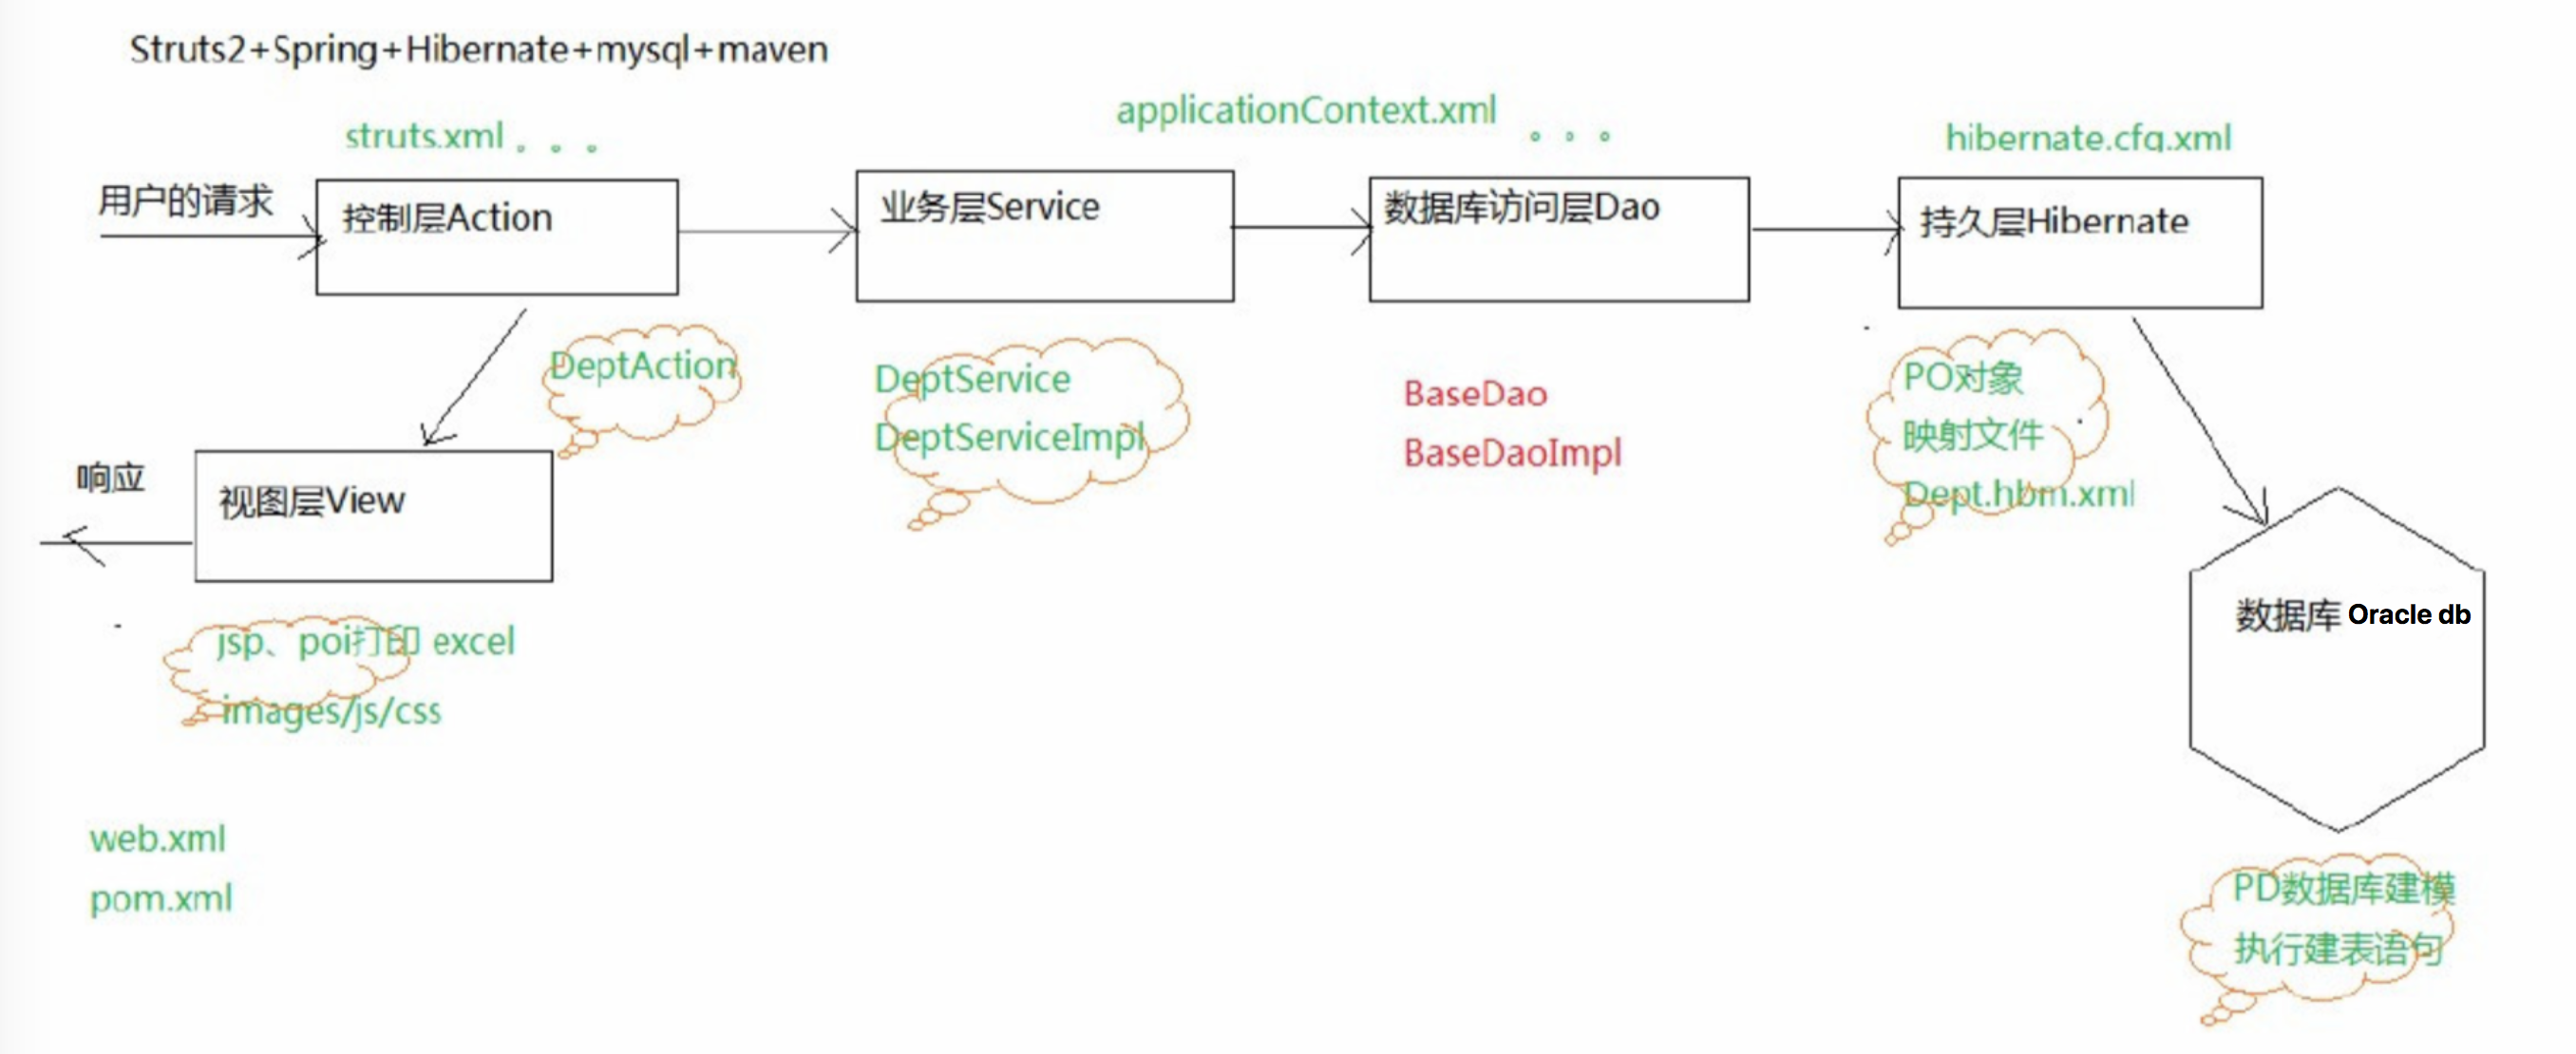 Struts2+Spring+Hibernate+mysql+maven
struts.xml 。。。
applicationContext.xml 。。。
hibernate.cfg.xml
用户的请求
控制层Action
业务层Service
数据库访问层Dao
持久层Hibernate
DeptAction
DeptService
DeptServiceImpl
BaseDao
BaseDaoImpl
PO对象
映射文件
Dept.hbm.xml
响应
视图层View
jsp、poi打印 excel
images/js/css
数据库 Oracle db
web.xml
pom.xml
PD数据库建模
执行建表语句